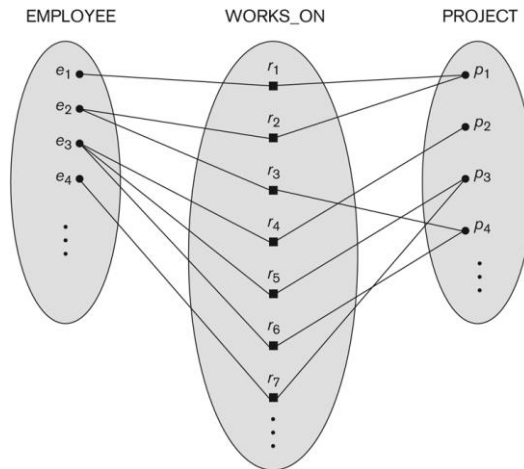 EMPLOYEE WORKS_ON PROJECT
e1
e2
e3
e4
r1
r2
r3
r4
r5
r6
r7
p1
p2
p3
p4